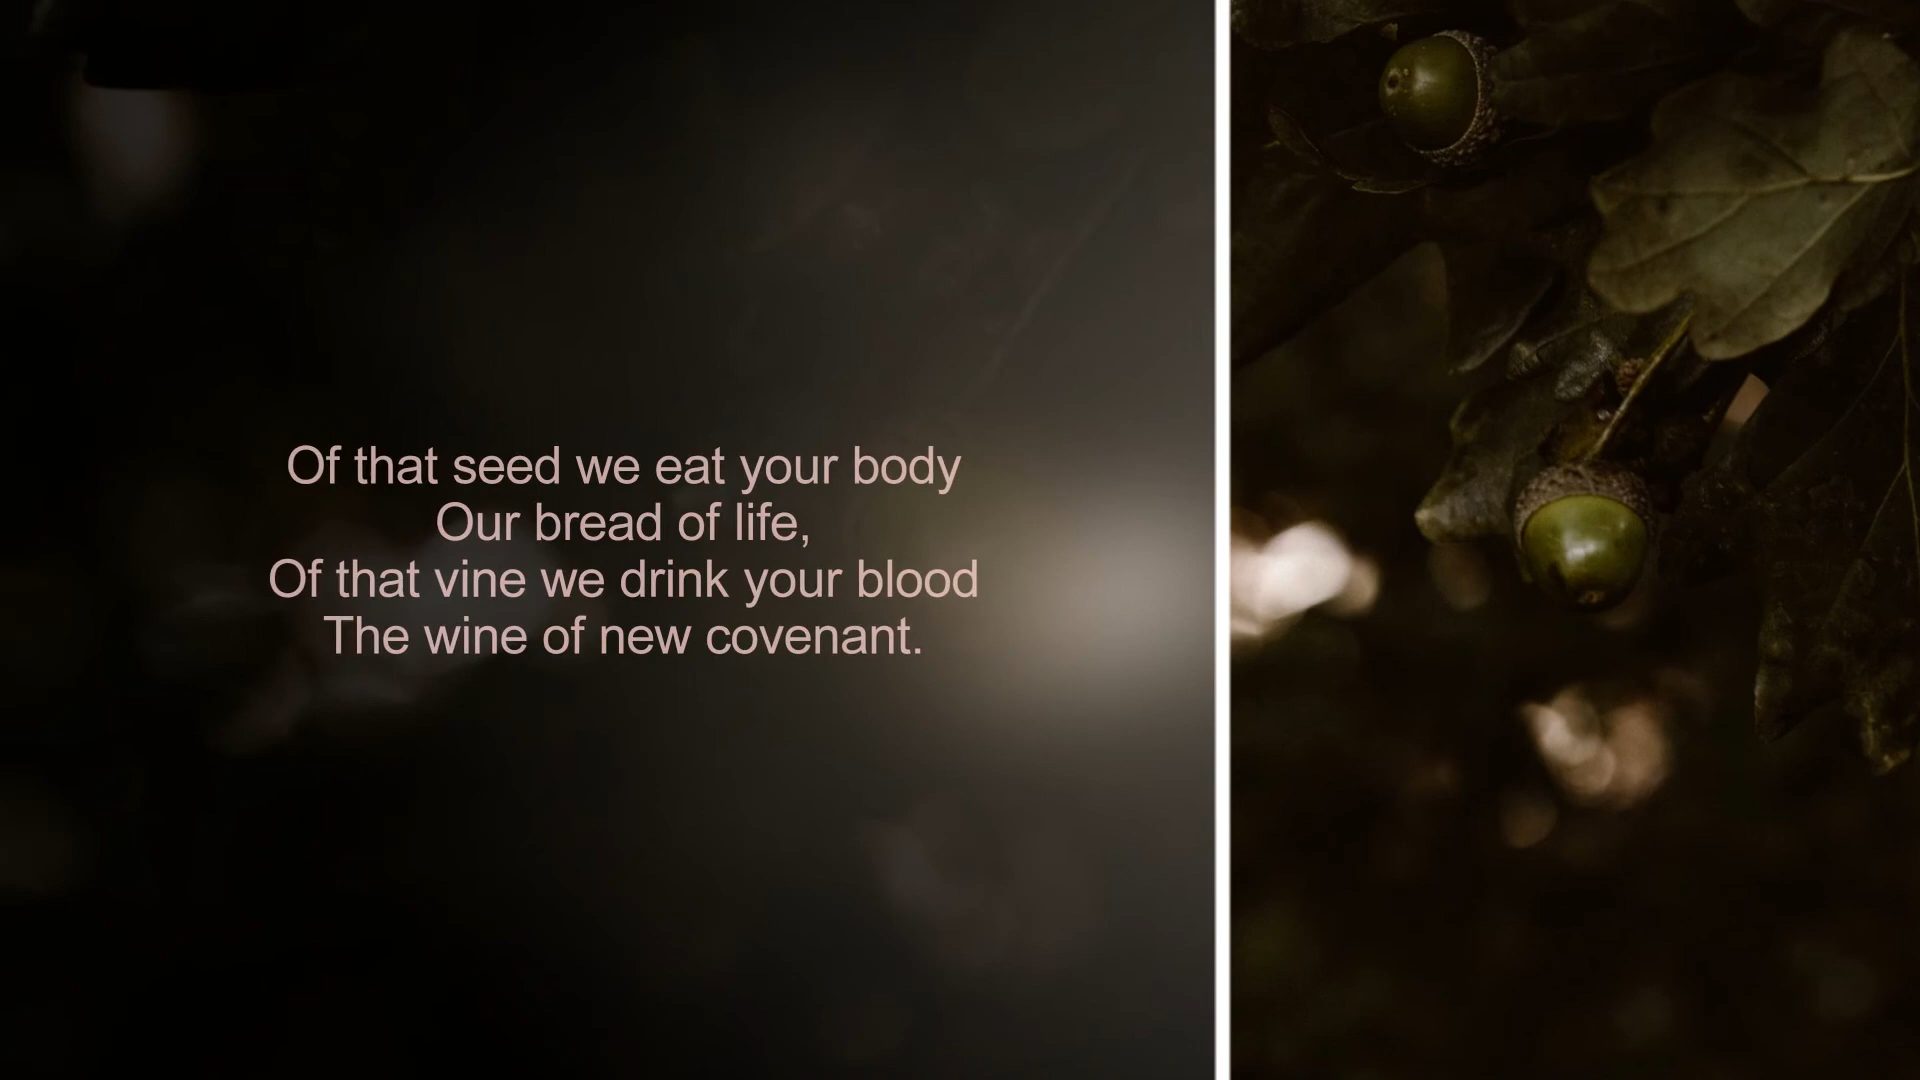 Of that seed we eat your body
Our bread of life,
Of that vine we drink your blood
The wine of new covenant.